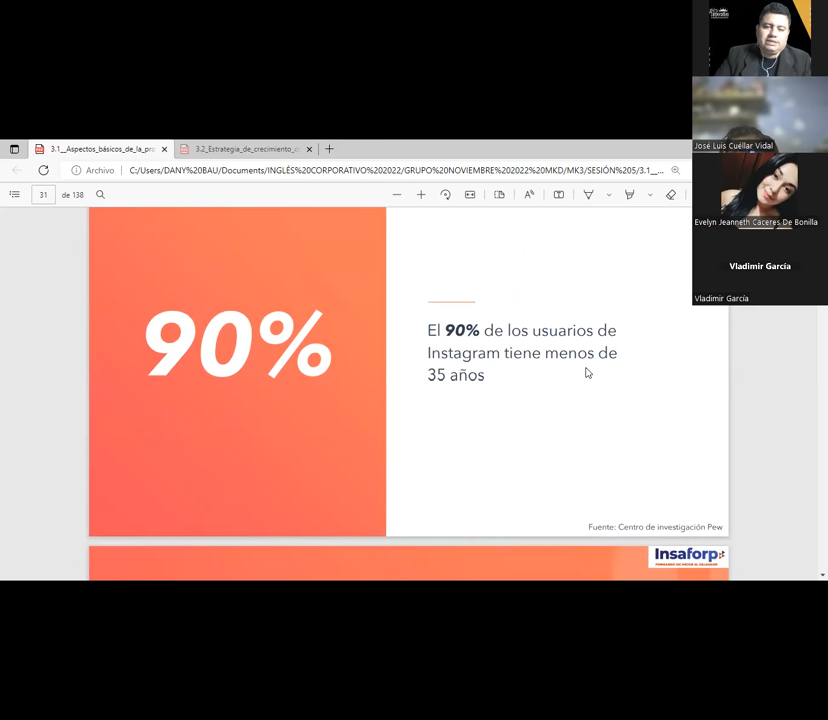 José Luis Cuéllar Vidal
3.1__Aspectos_básicos_de_la_pro
3.2_Estrategia_de_crecimiento_c
Archivo
C:/Users/DANY%20BAU/Documents/INGLÉS%20CORPORATIVO%202022/GRUPO%20NOVIEMBRE%202022%20MKD/MK3/SESIÓN%205/3.1__...
31 de 138
Evelyn Jeanneth Caceres De Bonilla
Vladimir García
Vladimir García
90%
El 90% de los usuarios de
Instagram tiene menos de
35 años
Fuente: Centro de investigación Pew
Insaforp